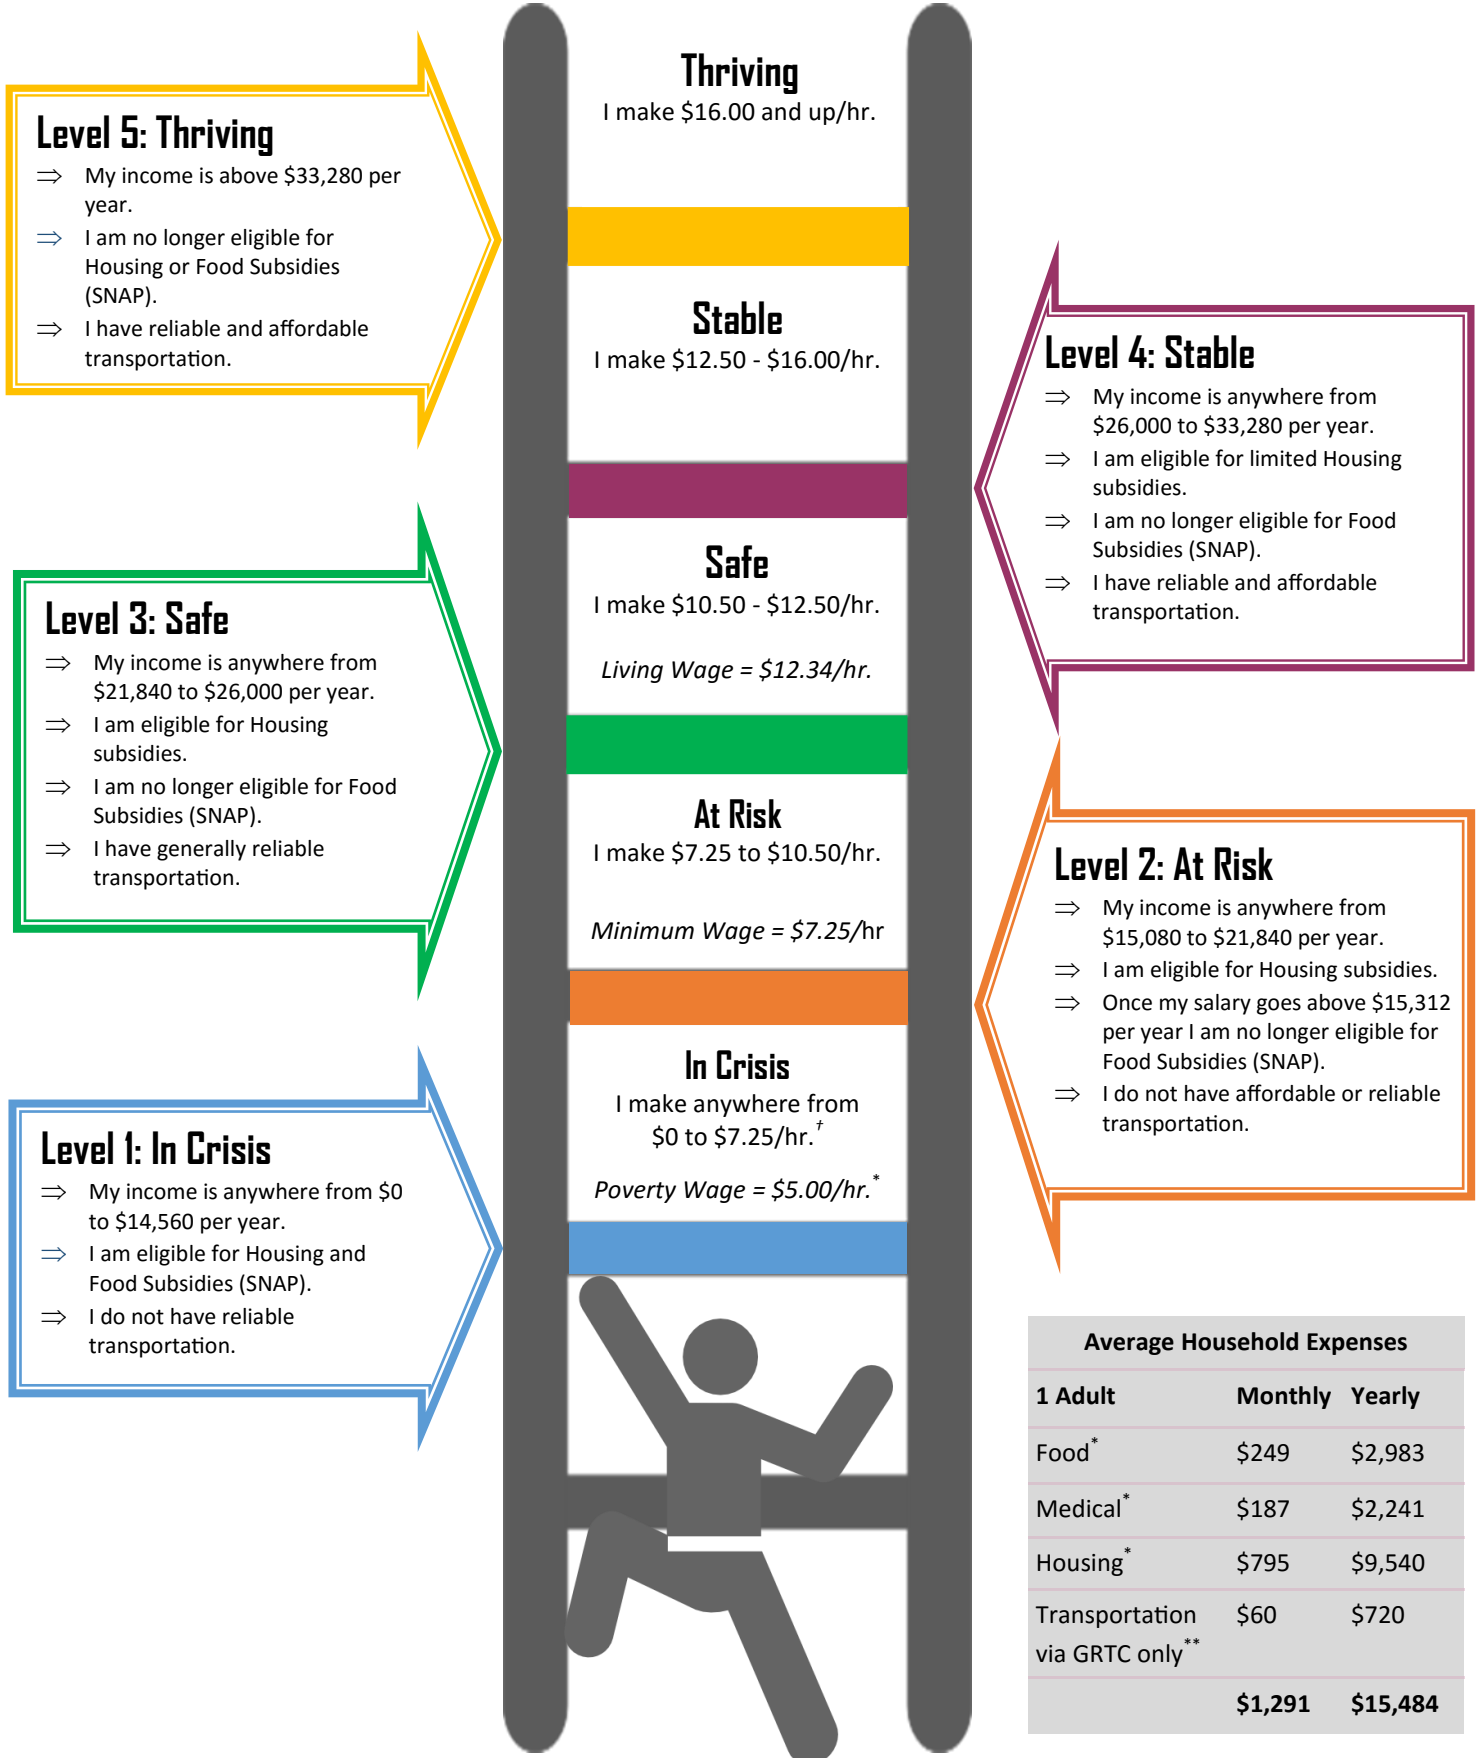 Thriving
I make $16.00 and up/hr.
Level 5: Thriving
⇒ My income is above $33,280 per
year.
⇒ I am no longer eligible for
Housing or Food Subsidies
(SNAP).
⇒ I have reliable and affordable
transportation.
Stable
I make $12.50 - $16.00/hr.
Level 4: Stable
⇒ My income is anywhere from
$26,000 to $33,280 per year.
⇒ I am eligible for limited Housing
subsidies.
⇒ I am no longer eligible for Food
Subsidies (SNAP).
⇒ I have reliable and affordable
transportation.
Safe
I make $10.50 - $12.50/hr.
Living Wage = $12.34/hr.
Level 3: Safe
⇒ My income is anywhere from
$21,840 to $26,000 per year.
⇒ I am eligible for Housing
subsidies.
⇒ I am no longer eligible for Food
Subsidies (SNAP).
⇒ I have generally reliable
transportation.
At Risk
I make $7.25 to $10.50/hr.
Minimum Wage = $7.25/hr
Level 2: At Risk
⇒ My income is anywhere from
$15,080 to $21,840 per year.
⇒ I am eligible for Housing subsidies.
⇒ Once my salary goes above $15,312
per year I am no longer eligible for
Food Subsidies (SNAP).
⇒ I do not have affordable or reliable
transportation.
In Crisis
I make anywhere from
$0 to $7.25/hr.†
Poverty Wage = $5.00/hr.*
Level 1: In Crisis
⇒ My income is anywhere from $0
to $14,560 per year.
⇒ I am eligible for Housing and
Food Subsidies (SNAP).
⇒ I do not have reliable
transportation.
Average Household Expenses
1 Adult Monthly Yearly
Food* $249 $2,983
Medical* $187 $2,241
Housing* $795 $9,540
Transportation $60 $720
via GRTC only**
$1,291 $15,484